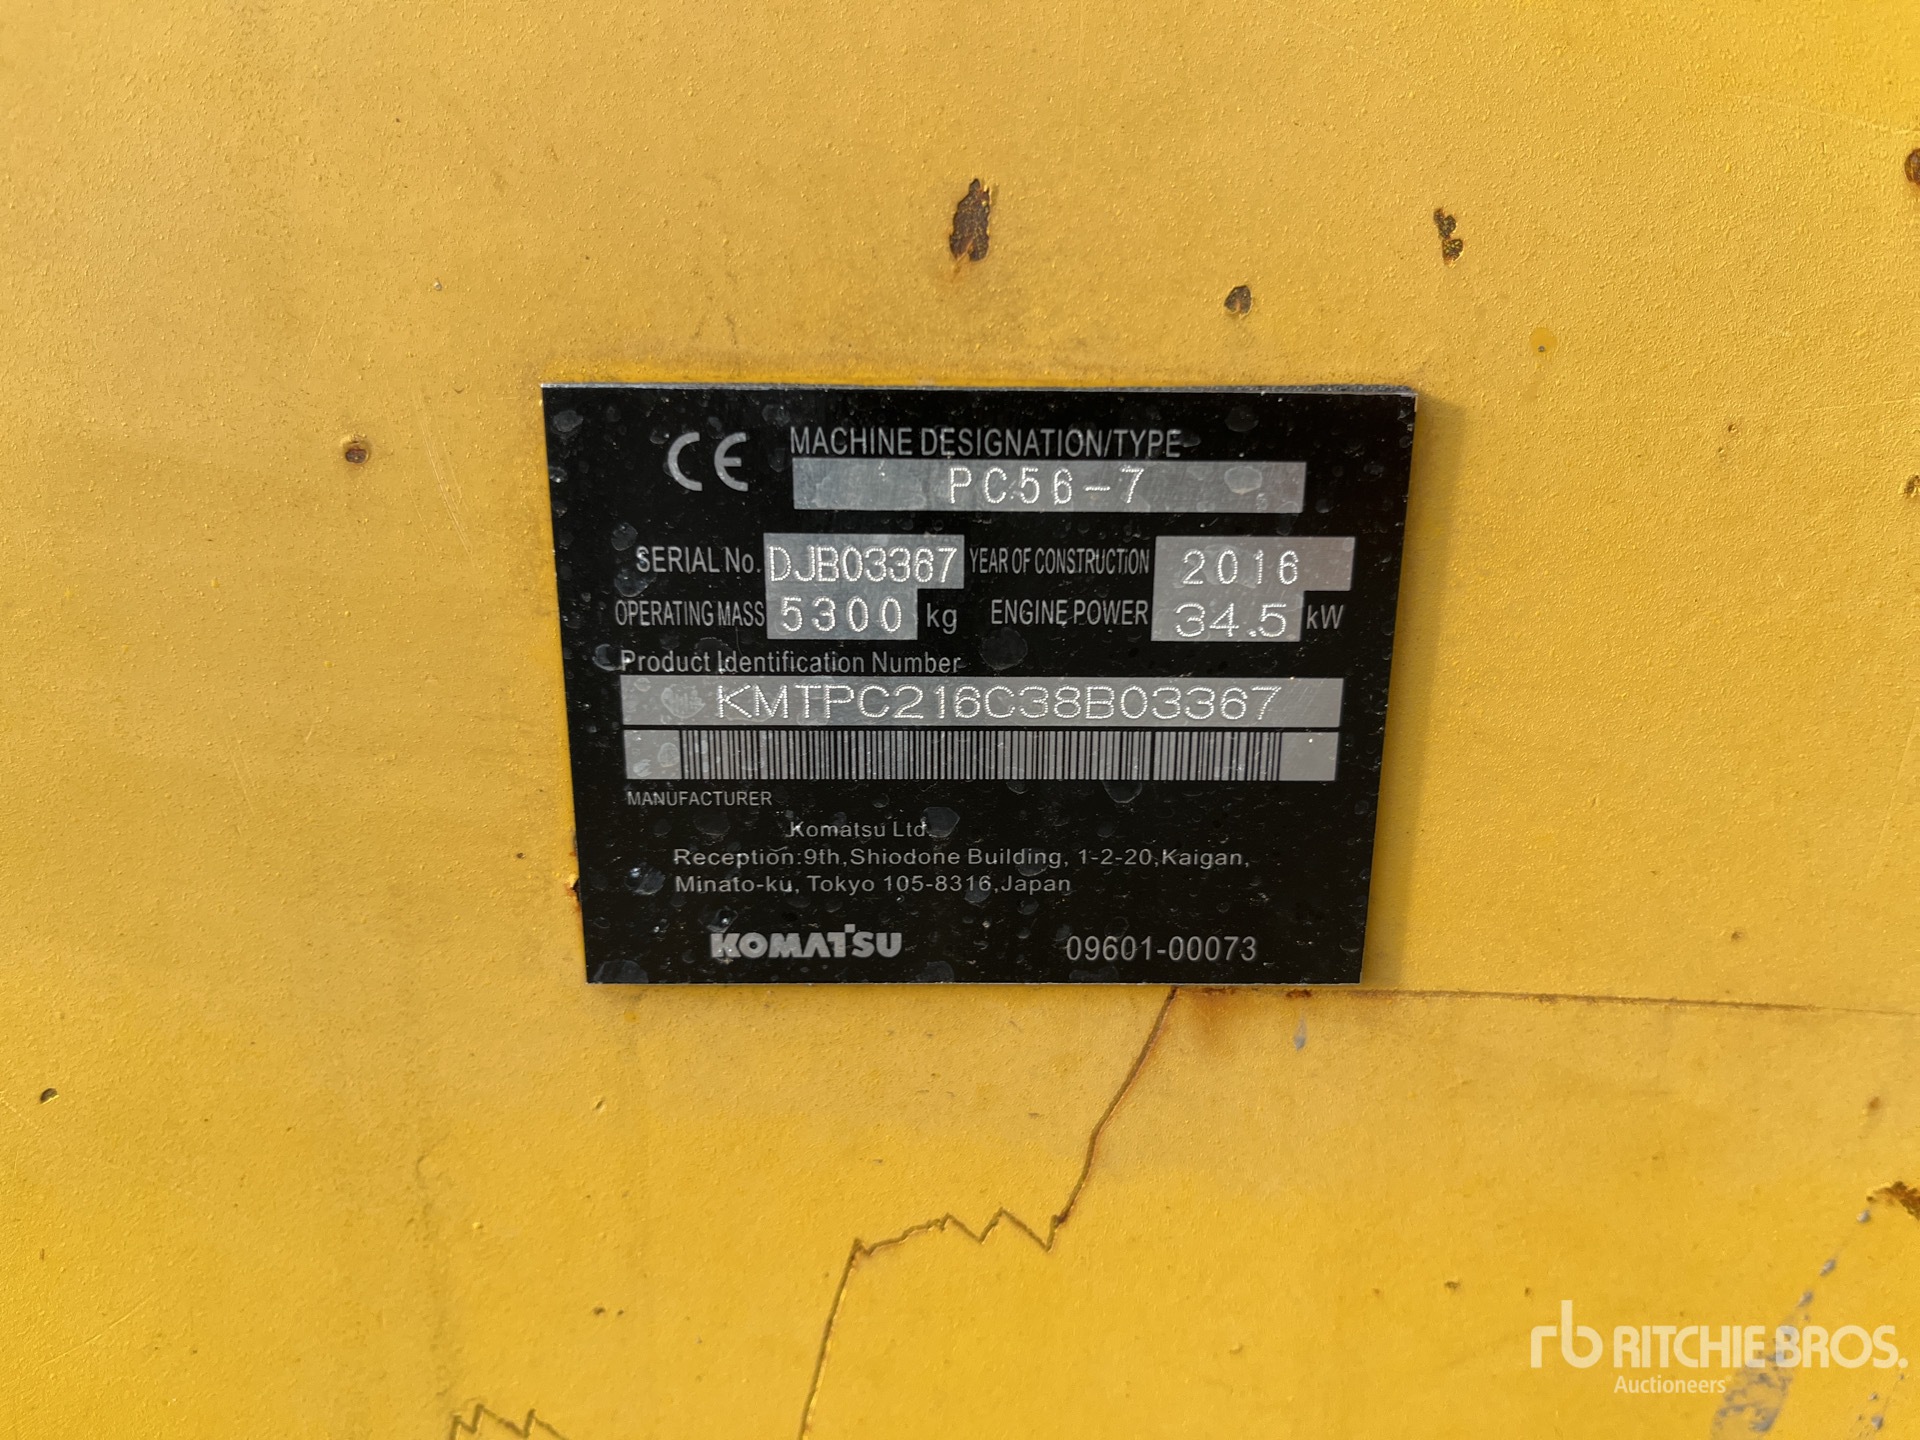 CE MACHINE DESIGNATION/TYPE
PC56-7
SERIAL No. DJB03367 YEAR OF CONSTRUCTION 2016
OPERATING MASS 5300 kg ENGINE POWER 34.5 kW
Product Identification Number
KMTPC216C38B03367
MANUFACTURER
Komatsu Ltd.
Reception:9th,Shiodone Building, 1-2-20,Kaigan,
Minato-ku, Tokyo 105-8316,Japan
KOMATSU 09601-00073
rb RITCHIE BROS.
Auctioneers